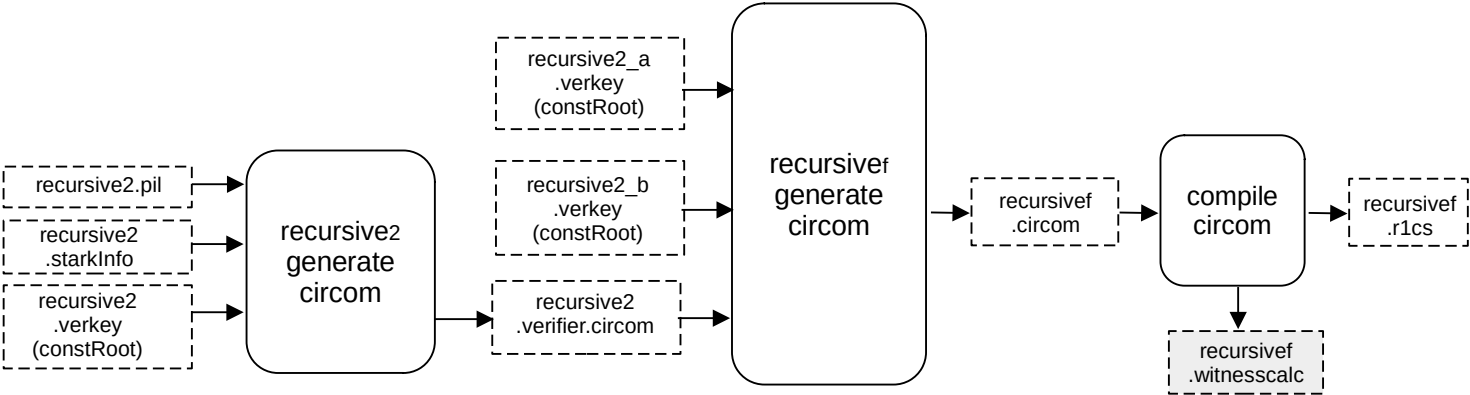 recursive2.pil
recursive2
.starkInfo
recursive2
.verkey
(constRoot)
recursive2
generate
circom
recursive2_a
.verkey
(constRoot)
recursive2_b
.verkey
(constRoot)
recursive2
.verifier.circom
recursivef
generate
circom
recursivef
.circom
compile
circom
recursivef
.r1cs
recursivef
.witnesscalc